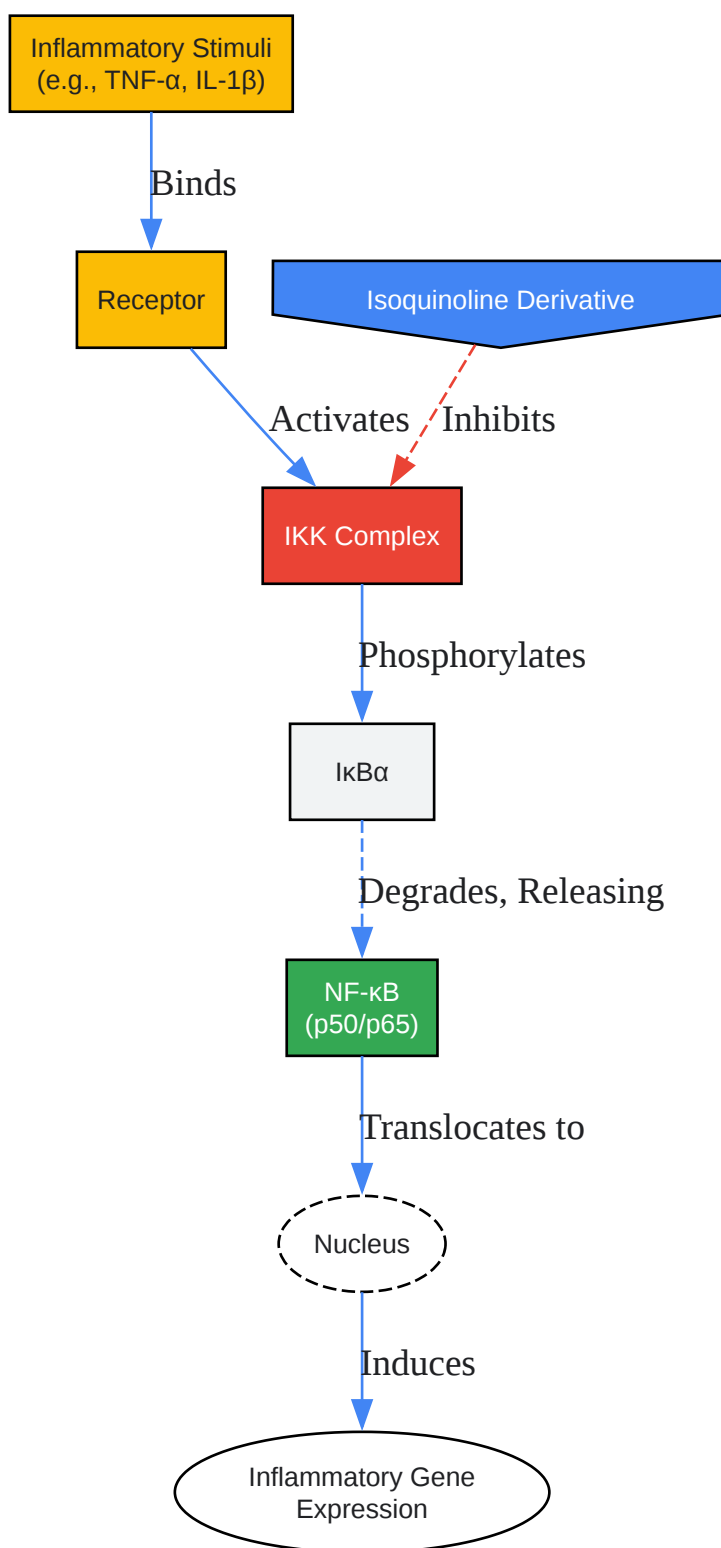 Inflammatory Stimuli
(e.g., TNF-α, IL-1β)
Binds
Receptor
Isoquinoline Derivative
Activates
Inhibits
IKK Complex
Phosphorylates
IκBα
Degrades, Releasing
NF-κB
(p50/p65)
Translocates to
Nucleus
Induces
Inflammatory Gene
Expression